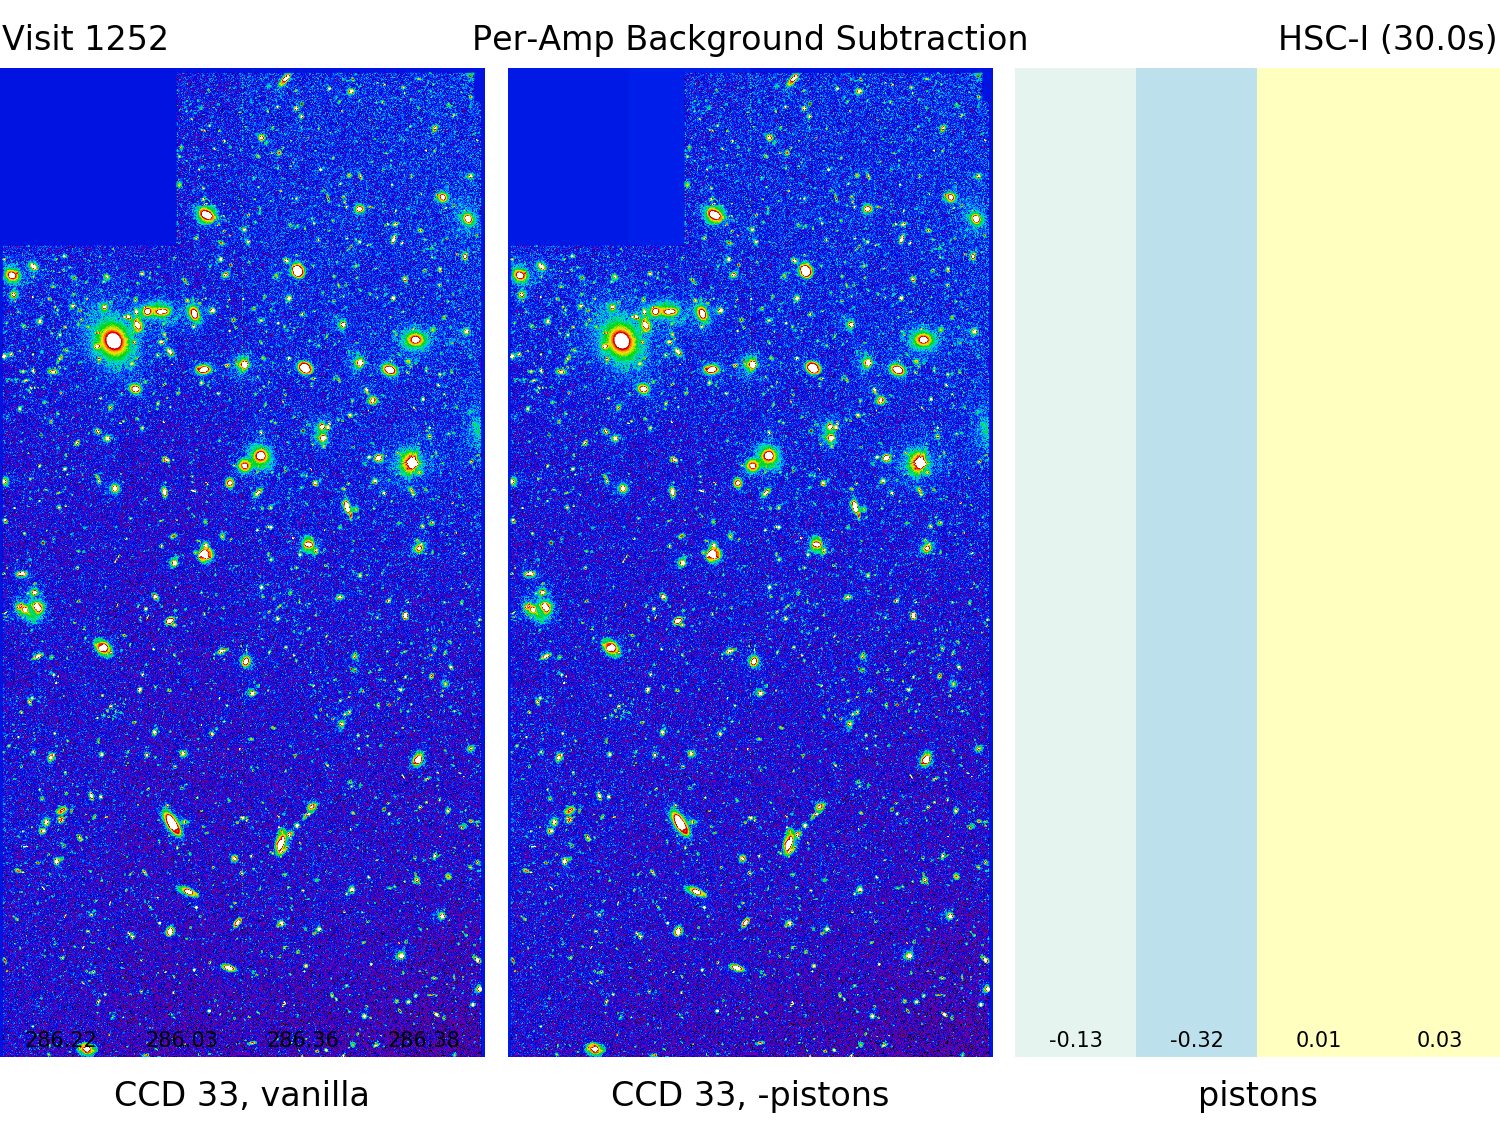 Visit 1252 Per-Amp Background Subtraction HSC-I (30.0s)
286.22 286.03 286.36 286.38 -0.13 -0.32 0.01 0.03
CCD 33, vanilla CCD 33, -pistons pistons